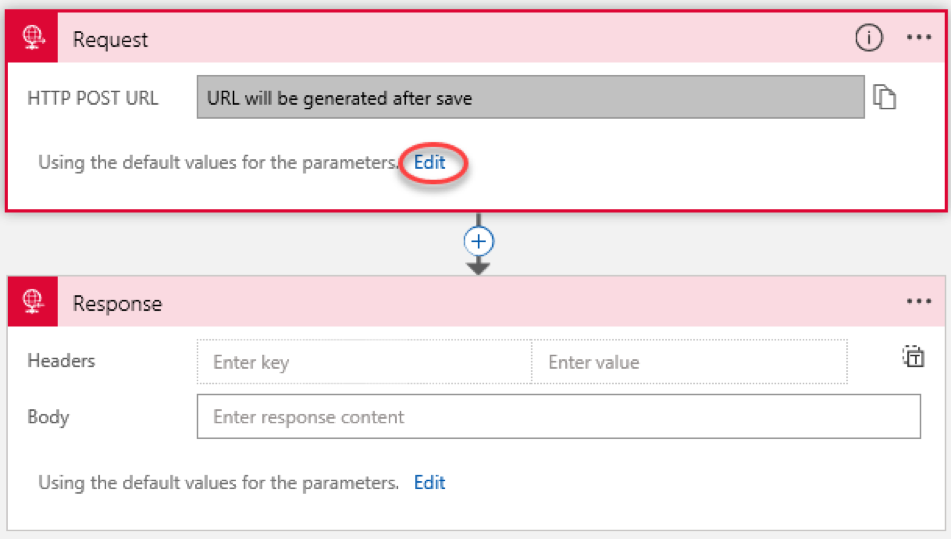 Request
HTTP POST URL URL will be generated after save
Using the default values for the parameters. Edit
Response
Headers Enter key Enter value
Body Enter response content
Using the default values for the parameters. Edit